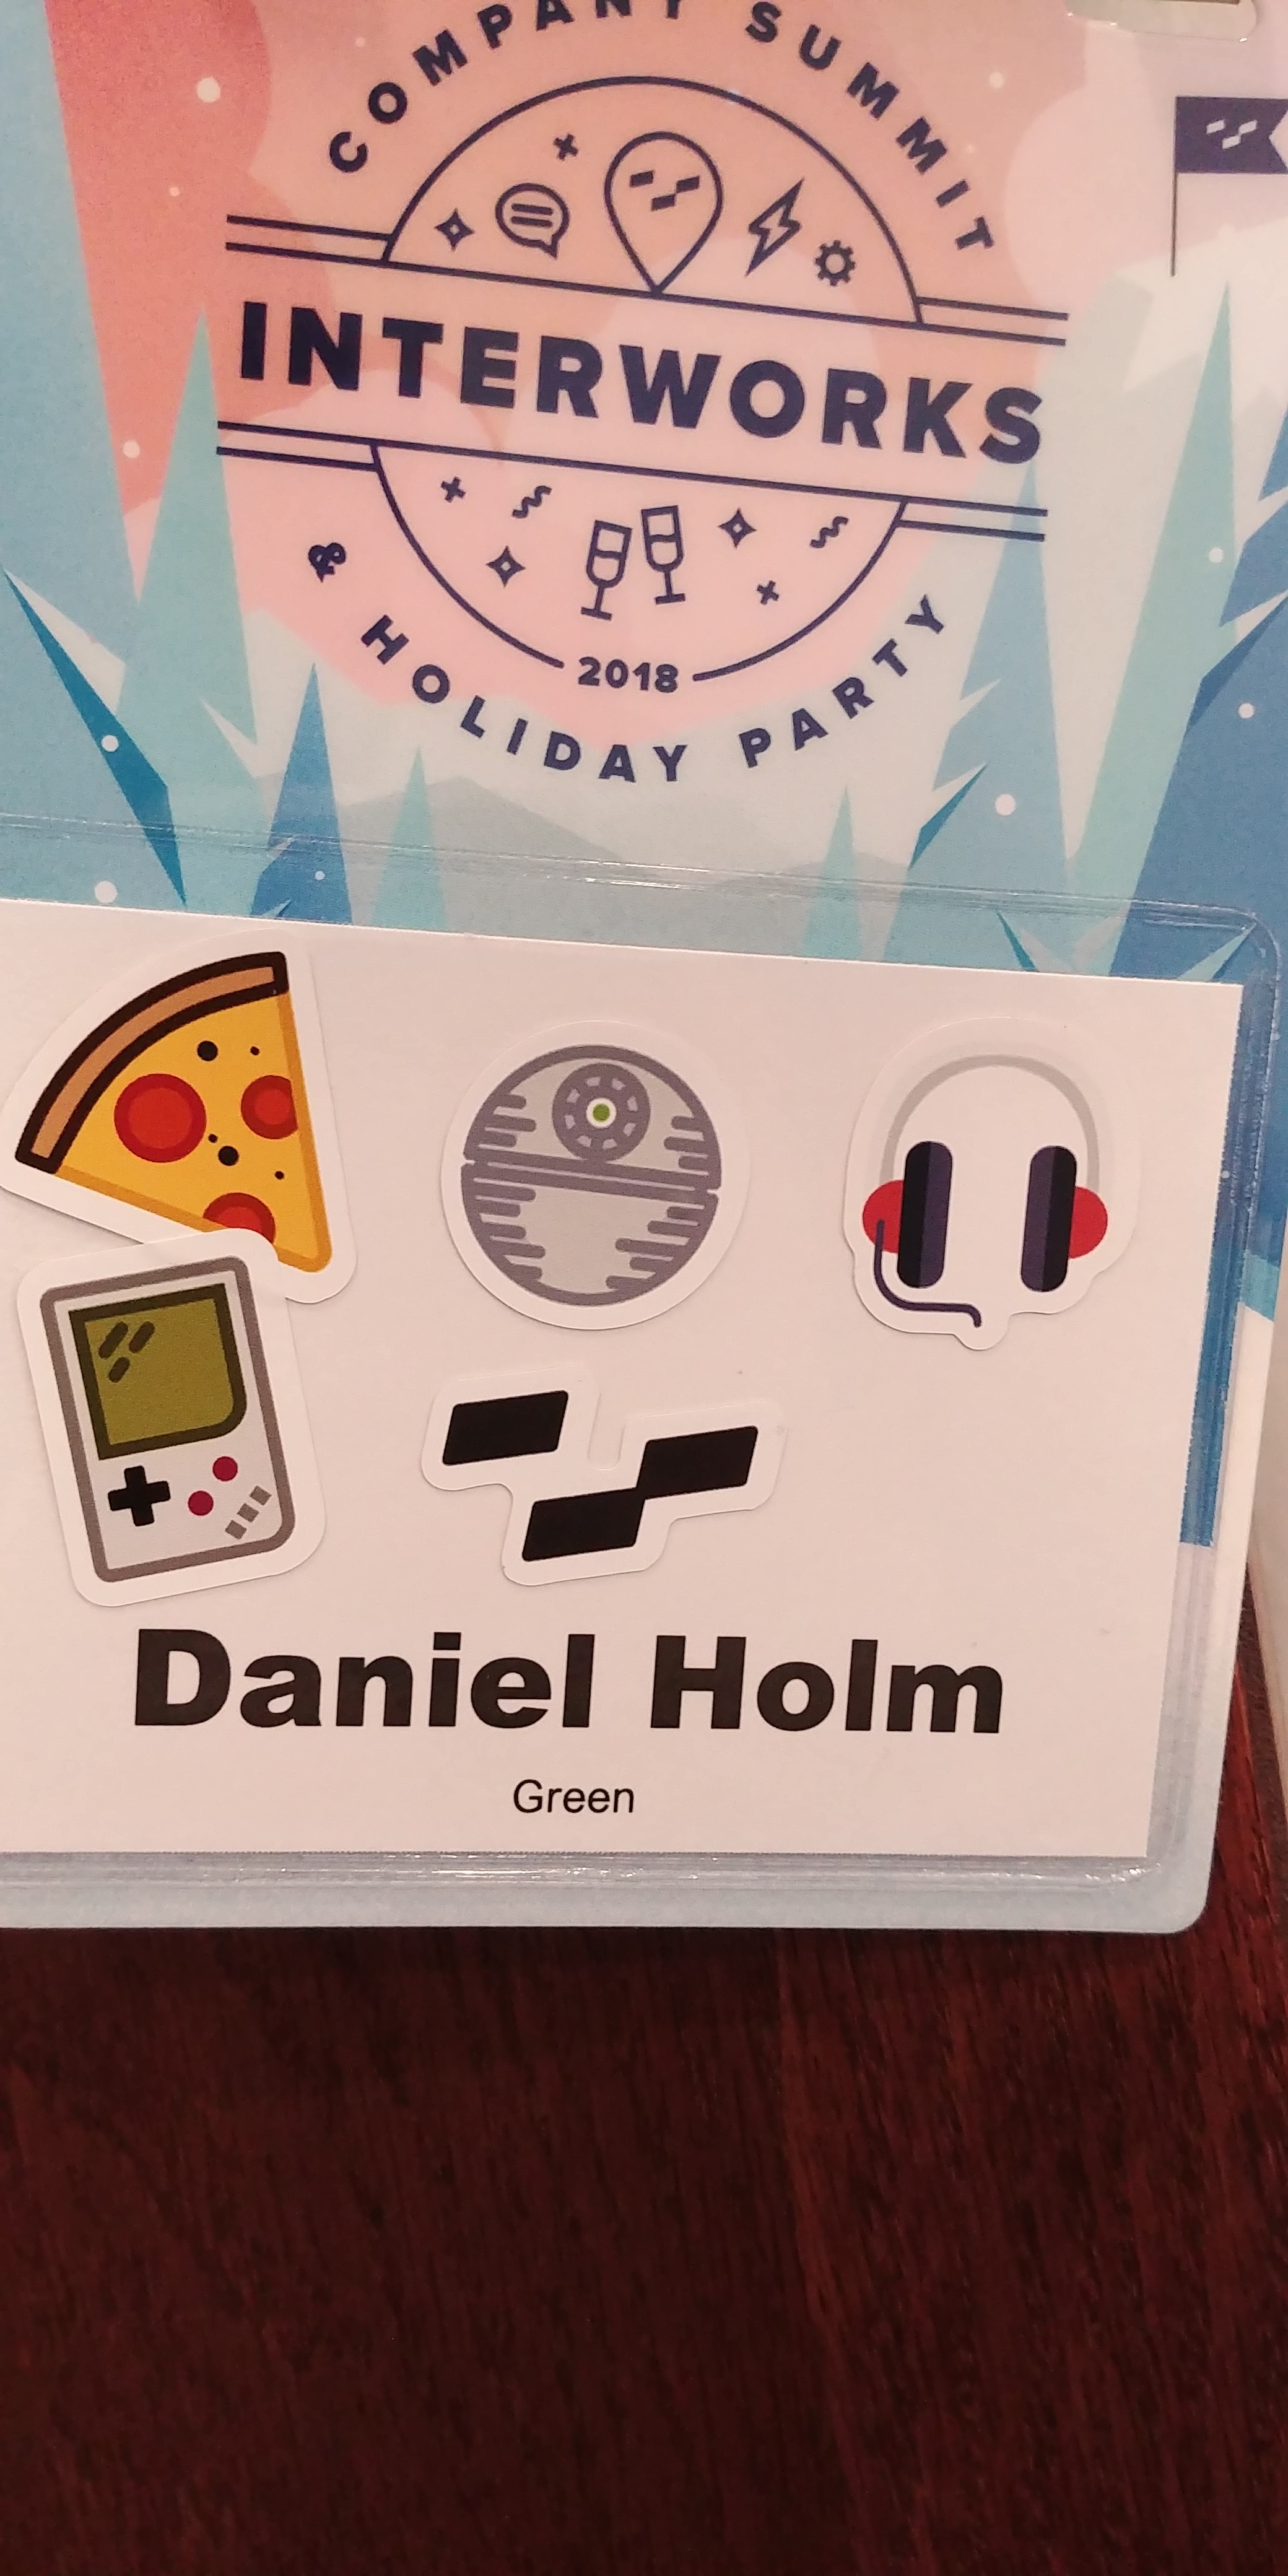 COMPANY SUMMIT
INTERWORKS
2018
& HOLIDAY PARTY
Daniel Holm
Green